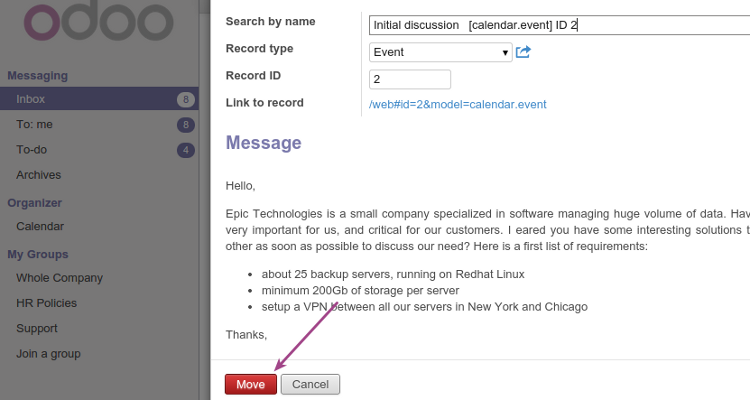 odoo
Messaging
Inbox 8
To: me 8
To-do 4
Archives
Organizer
Calendar
My Groups
Whole Company
HR Policies
Support
Join a group
Search by name Initial discussion [calendar.event] ID 2
Record type Event
Record ID 2
Link to record /web#id=2&model=calendar.event
Message
Hello,
Epic Technologies is a small company specialized in software managing huge volume of data. Hav
very important for us, and critical for our customers. I eared you have some interesting solutions t
other as soon as possible to discuss our need? Here is a first list of requirements:
• about 25 backup servers, running on Redhat Linux
• minimum 200Gb of storage per server
• setup a VPN between all our servers in New York and Chicago
Thanks,
Move Cancel